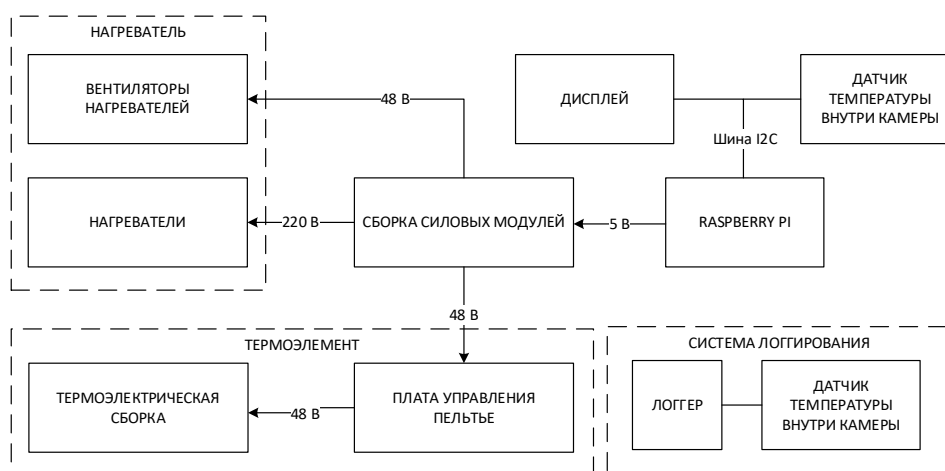 НАГРЕВАТЕЛЬ
ВЕНТИЛЯТОРЫ
НАГРЕВАТЕЛЕЙ
48 В
ДИСПЛЕЙ
ДАТЧИК
ТЕМПЕРАТУРЫ
ВНУТРИ КАМЕРЫ
Шина I2C
НАГРЕВАТЕЛИ
220 В
СБОРКА СИЛОВЫХ МОДУЛЕЙ
5 В
RASPBERRY PI
48 В
ТЕРМОЭЛЕМЕНТ
ТЕРМОЭЛЕКТРИЧЕСКАЯ
СБОРКА
48 В
ПЛАТА УПРАВЛЕНИЯ
ПЕЛЬТЬЕ
СИСТЕМА ЛОГГИРОВАНИЯ
ЛОГГЕР
ДАТЧИК
ТЕМПЕРАТУРЫ
ВНУТРИ КАМЕРЫ